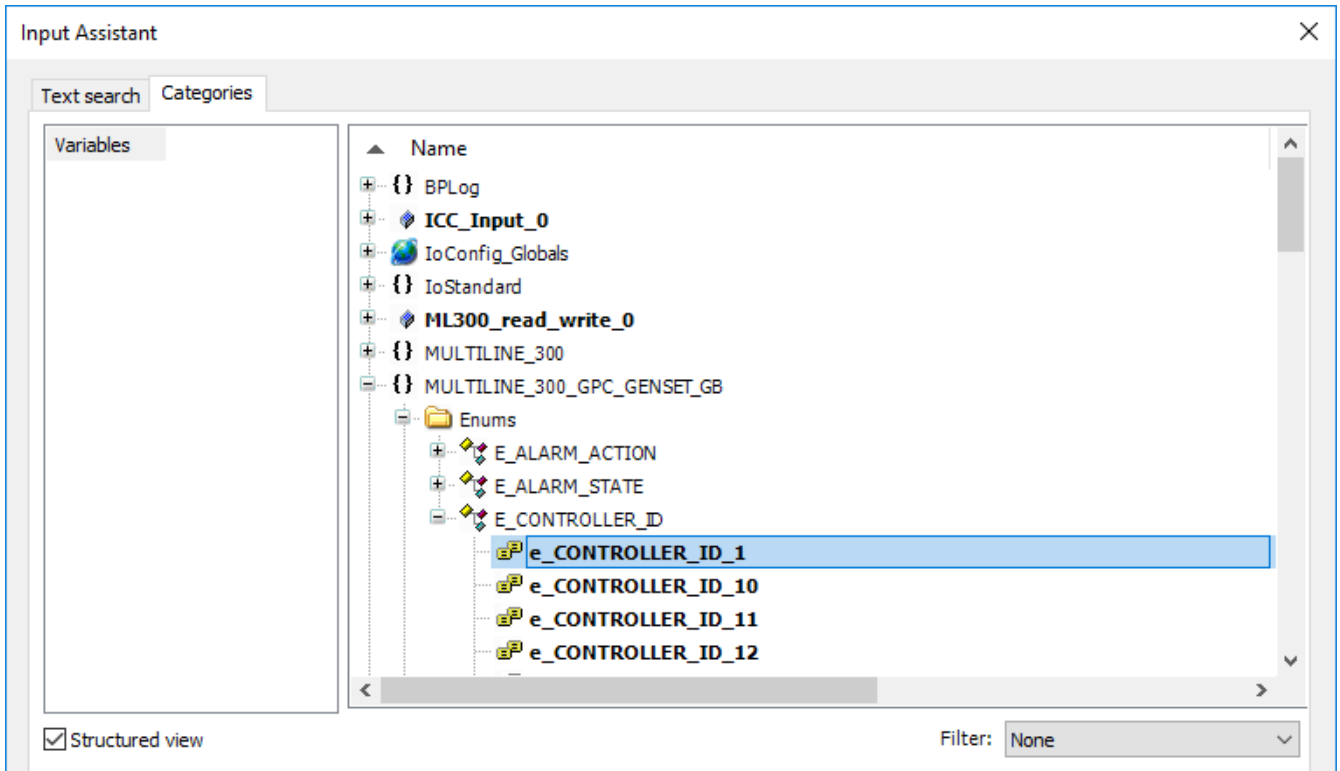 Input Assistant
Text search Categories
Variables
Name
BPLog
ICC_Input_0
IoConfig_Globals
IoStandard
ML300_read_write_0
MULTILINE_300
MULTILINE_300_GPC_GENSET_GB
Enums
E_ALARM_ACTION
E_ALARM_STATE
E_CONTROLLER_ID
e_CONTROLLER_ID_1
e_CONTROLLER_ID_10
e_CONTROLLER_ID_11
e_CONTROLLER_ID_12
Structured view
Filter: None